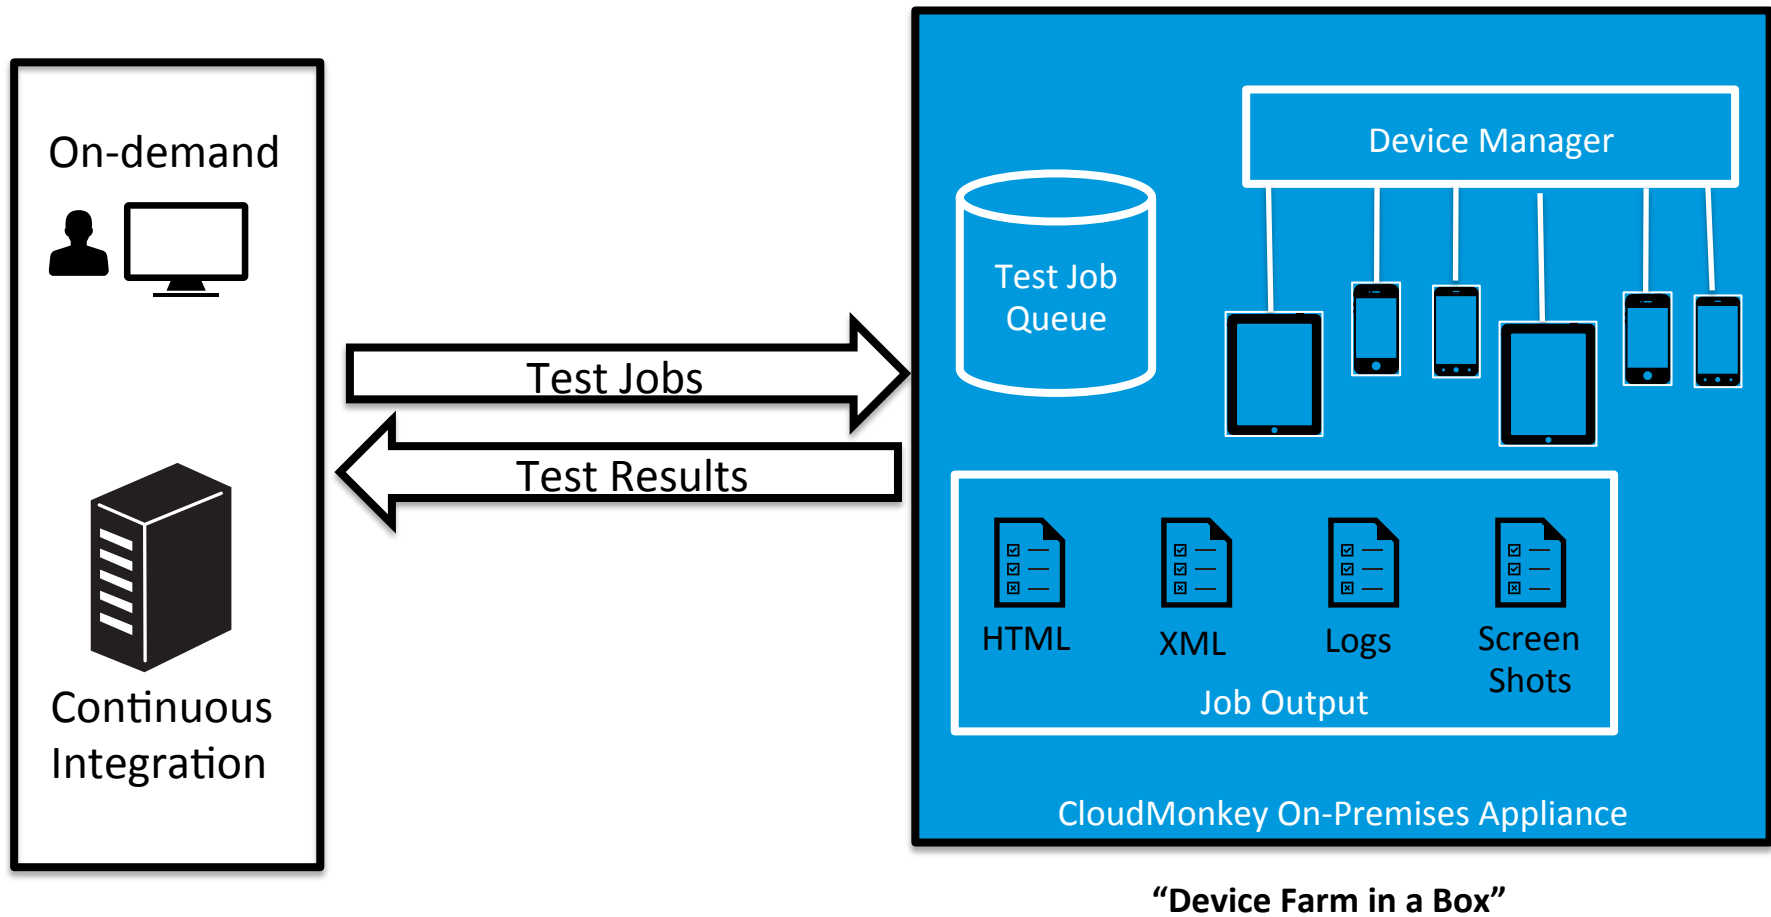 On-demand
Continuous
Integration
Test Jobs
Test Results
Device Manager
Test Job
Queue
HTML
XML
Logs
Screen
Shots
Job Output
CloudMonkey On-Premises Appliance
“Device Farm in a Box”